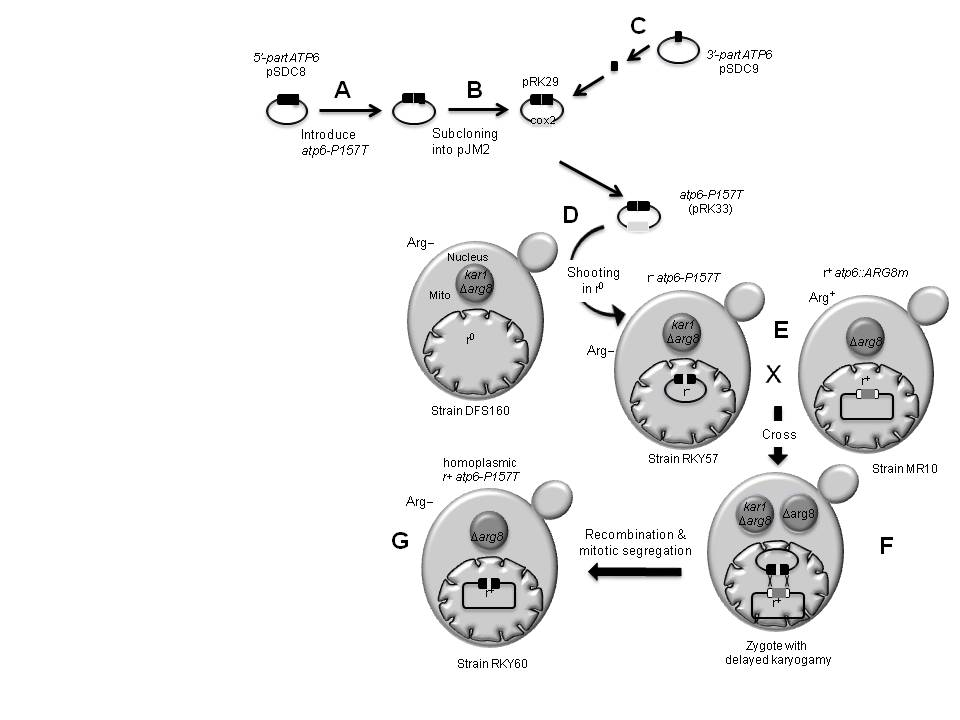 C
5'-part ATP6
pSDC8
3'-part ATP6
pSDC9
A
B
pRK29
cox2
Introduce
atp6-P157T
Subcloning
into pJM2
atp6-P157T
(pRK33)
D
Arg–
Nucleus
kar1
Δarg8
Mito
r0
Strain DFS160
Shooting
in r0
r- atp6-P157T
kar1
Δarg8
Arg–
r-
Strain RKY57
E
X
Cross
r+ atp6::ARG8m
Arg+
Δarg8
r+
Strain MR10
homoplasmic
r+ atp6-P157T
Arg–
Δarg8
G
r+
Strain RKY60
Recombination &
mitotic segregation
kar1
Δarg8
Δarg8
F
r+
Zygote with
delayed karyogamy